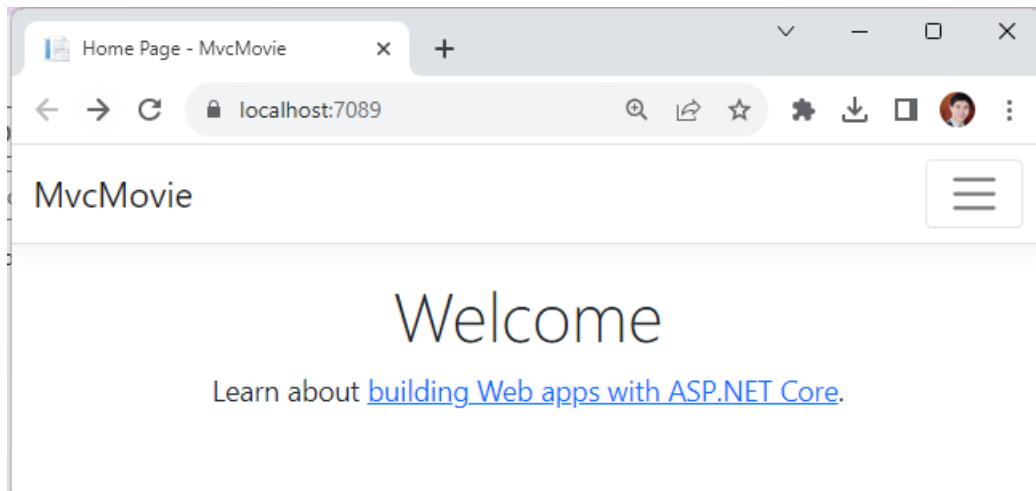 Home Page - MvcMovie
localhost:7089
MvcMovie
Welcome
Learn about building Web apps with ASP.NET Core.